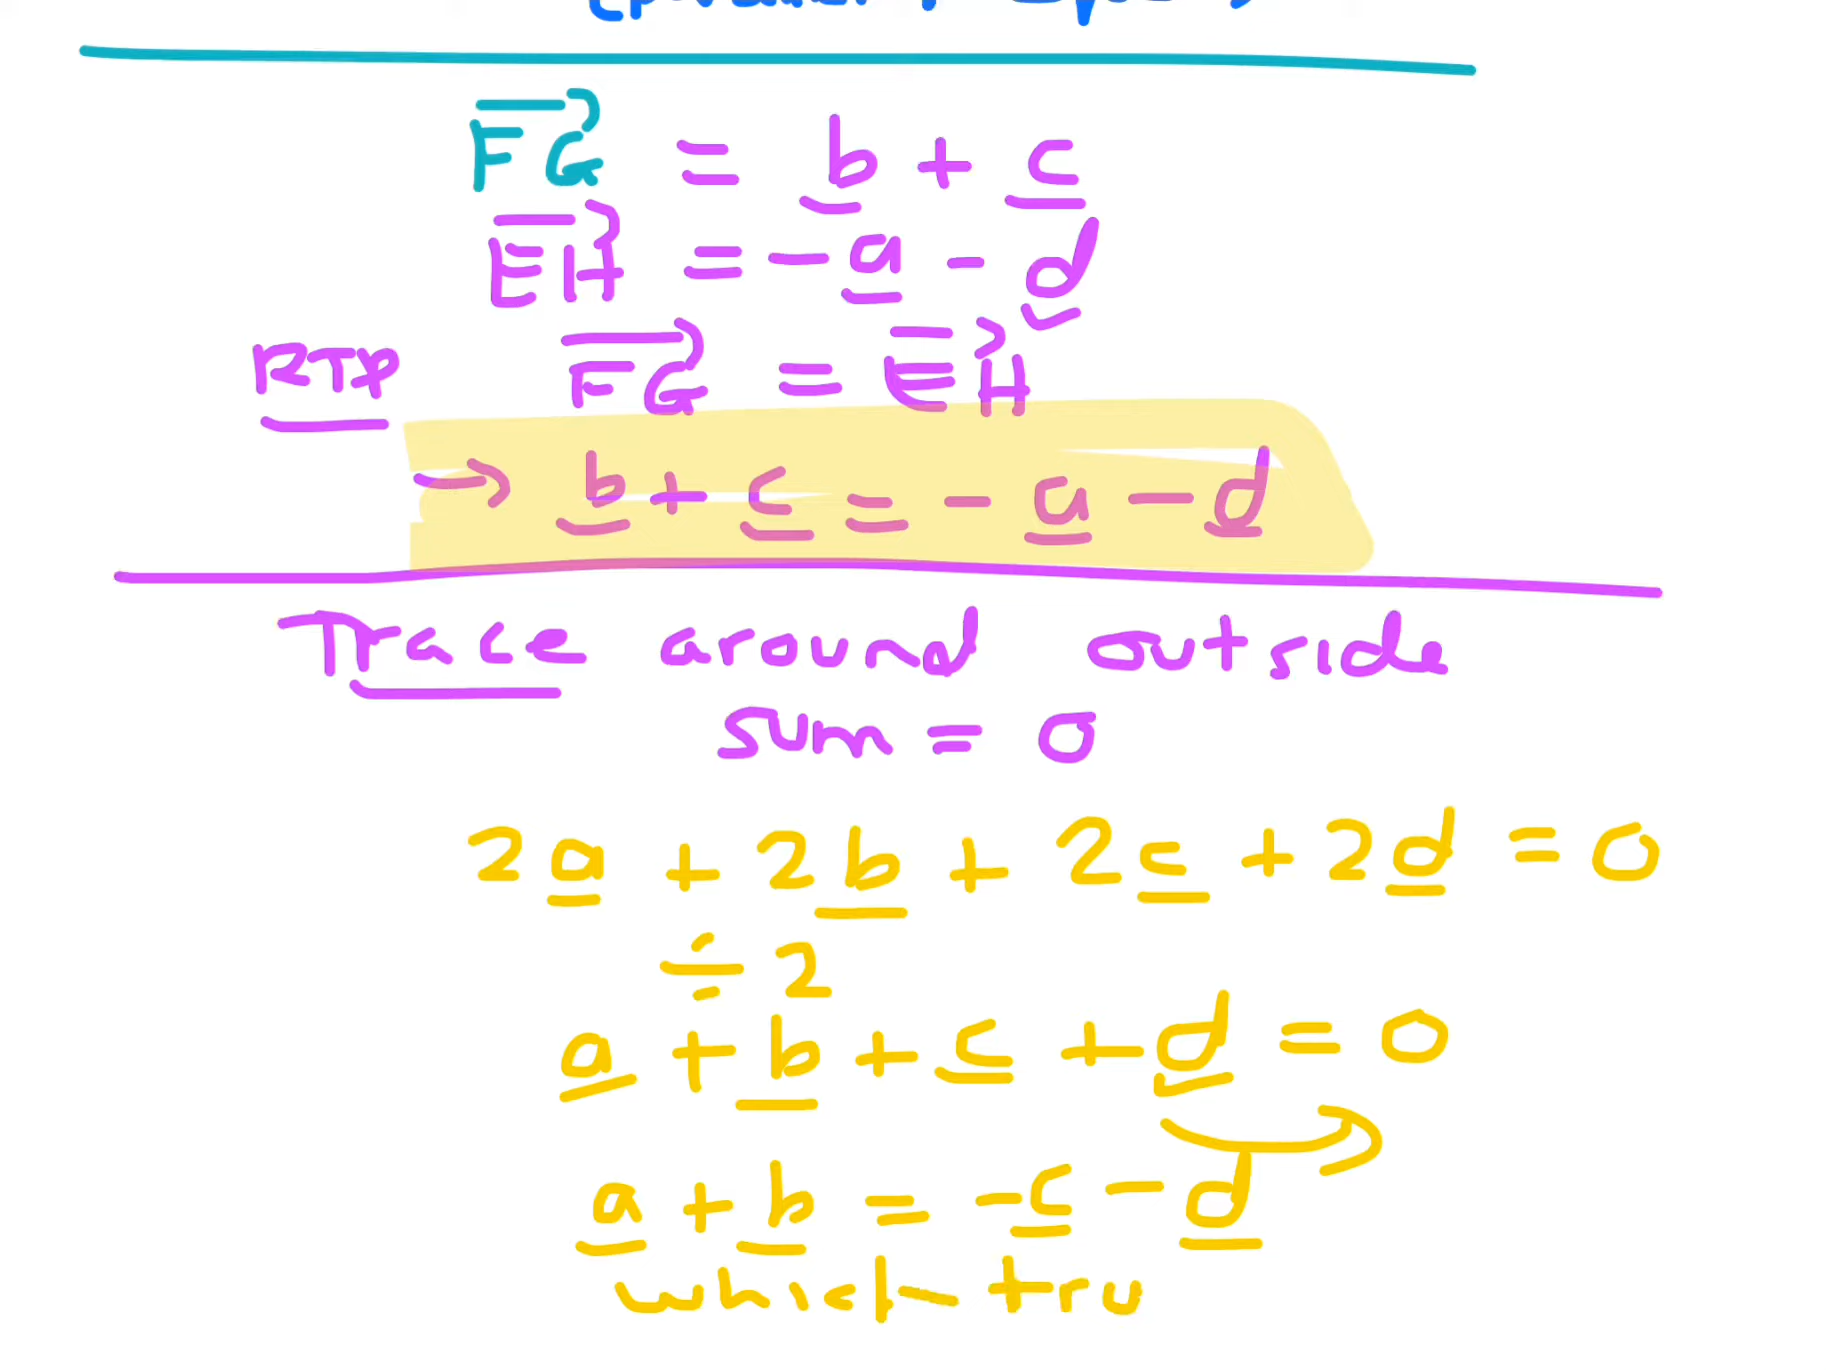 FG = b + c
EH = - a - d
RTP FG = EH
→ b + c = - a - d
Trace around outside
sum = 0
2a + 2b + 2c + 2d = 0
÷ 2
a + b + c + d = 0
a + b = - c - d
which tru